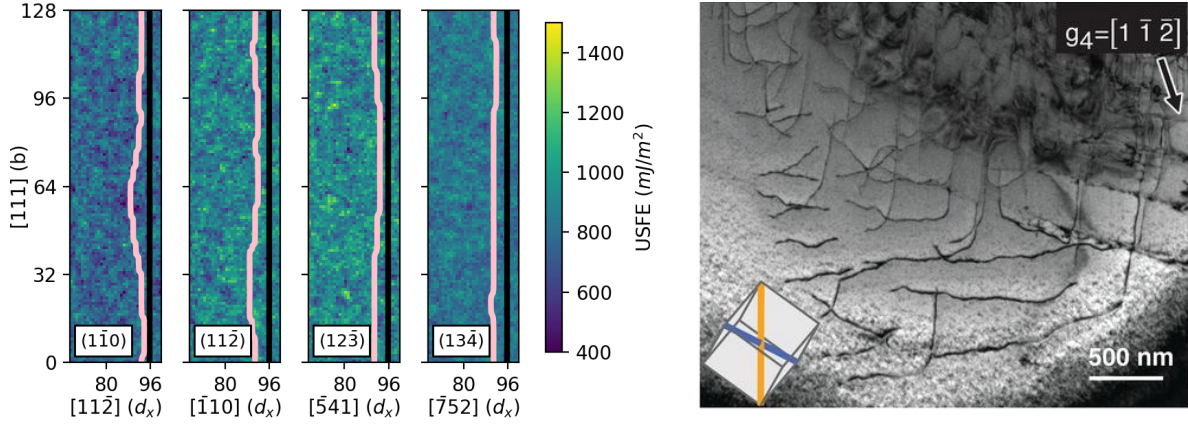 128
96
64
32
0
[111] (b)
(11̄0)
(112̄)
(123̄)
(134̄)
80 96
80 96
80 96
80 96
[112̄] (dₓ)
[1̄10] (dₓ)
[5̄41] (dₓ)
[7̄52] (dₓ)
1400
1200
1000
800
600
400
USFE (mJ/m²)
g₄=[1 1̄ 2̄]
500 nm